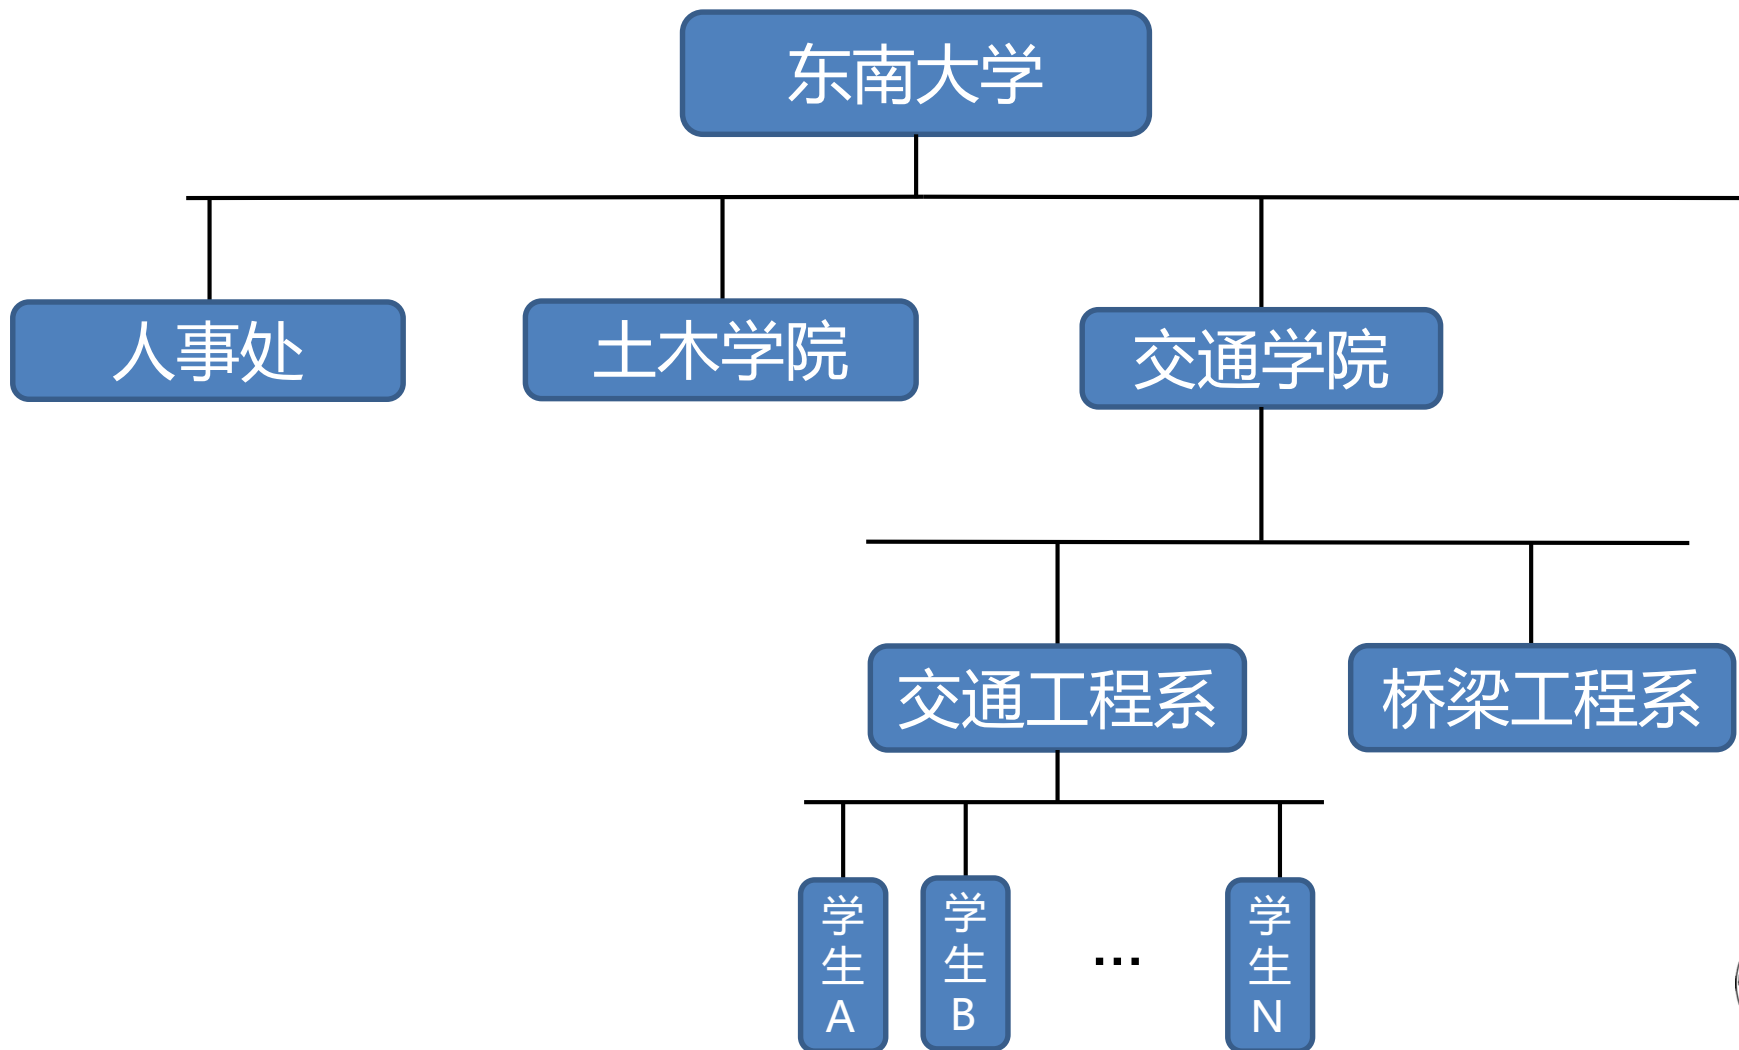 东南大学
人事处
土木学院
交通学院
交通工程系
桥梁工程系
学
生
A
学
生
B
...
学
生
N